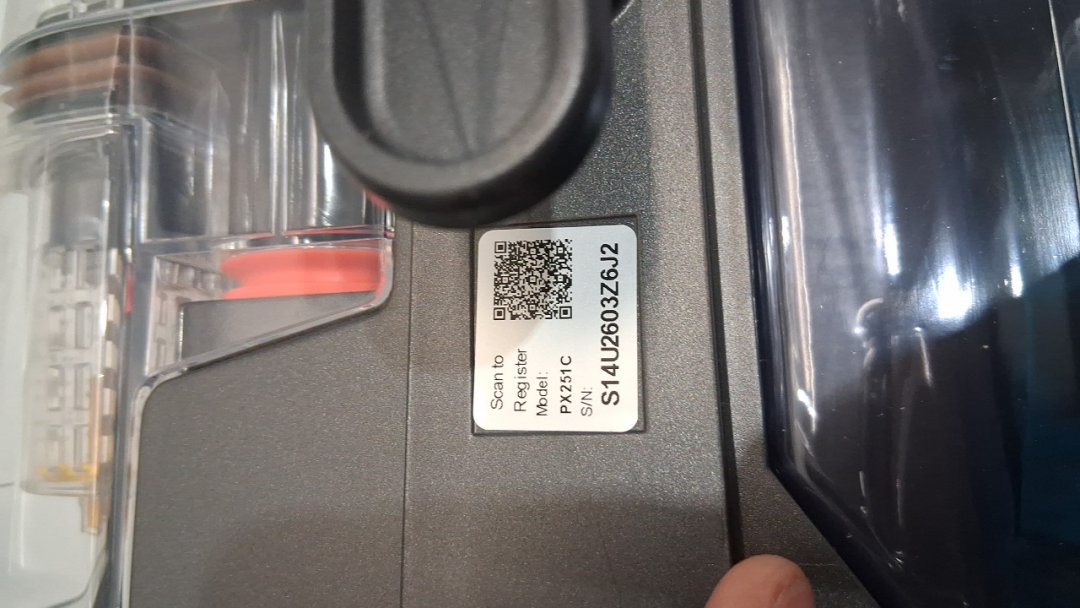 Scan to
Register
Model:
PX251C
S/N:
S14U2603Z6J2